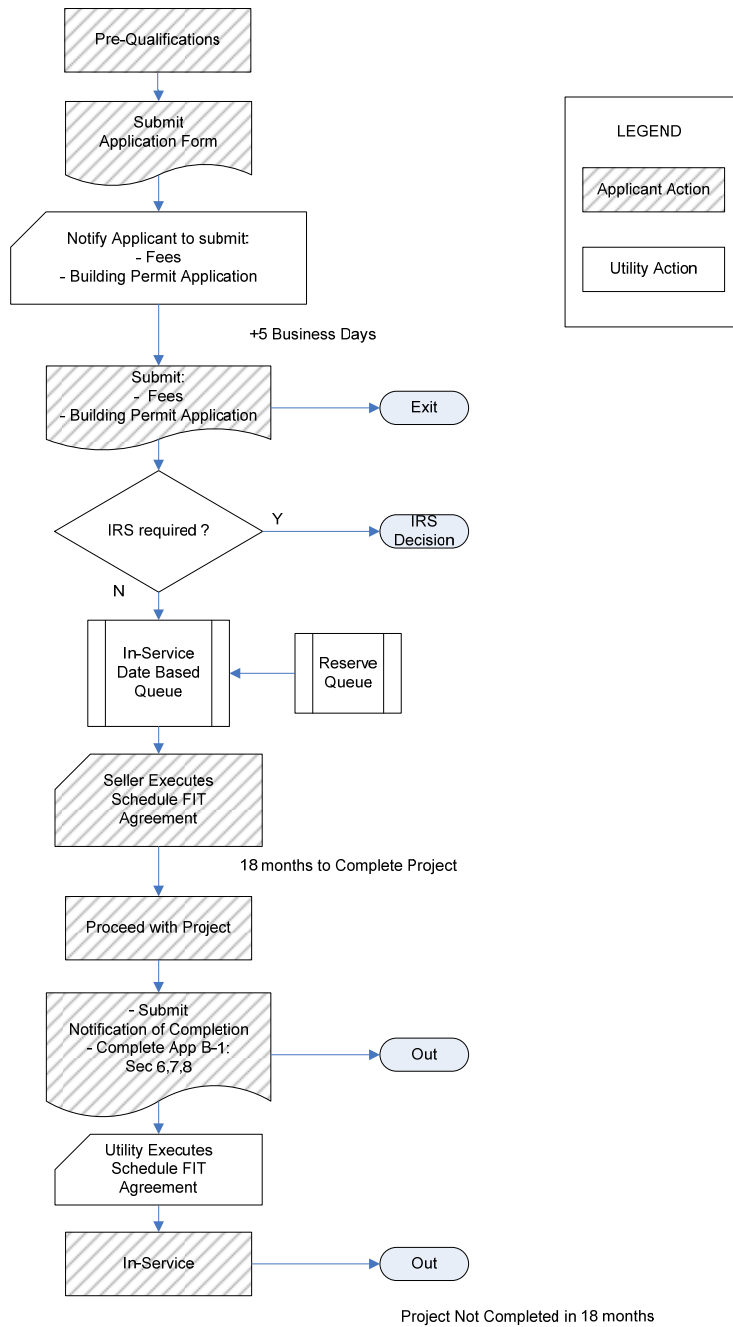 Pre-Qualifications
LEGEND
Submit
Application Form
Applicant Action
Notify Applicant to submit:
- Fees
- Building Permit Application
Utility Action
+5 Business Days
Submit:
- Fees
- Building Permit Application
Exit
IRS required ?
Y
IRS
Decision
N
In-Service
Date Based
Queue
Reserve
Queue
Seller Executes
Schedule FIT
Agreement
18 months to Complete Project
Proceed with Project
- Submit
Notification of Completion
- Complete App B-1:
Sec 6,7,8
Out
Utility Executes
Schedule FIT
Agreement
In-Service
Out
Project Not Completed in 18 months